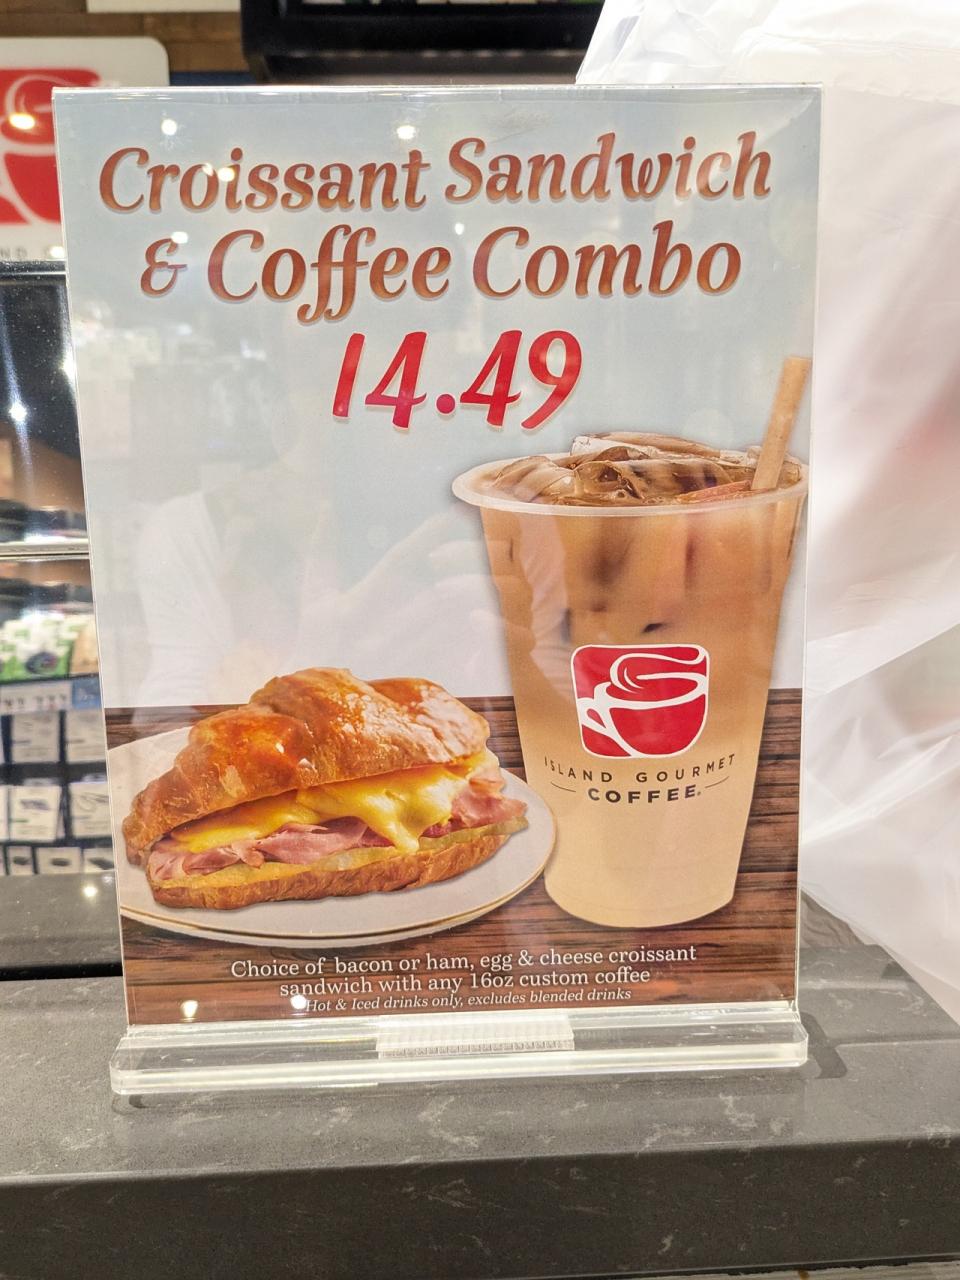 Croissant Sandwich
& Coffee Combo
14.49
ISLAND GOURMET
COFFEE®
Choice of bacon or ham, egg & cheese croissant
sandwich with any 16oz custom coffee
Hot & Iced drinks only, excludes blended drinks